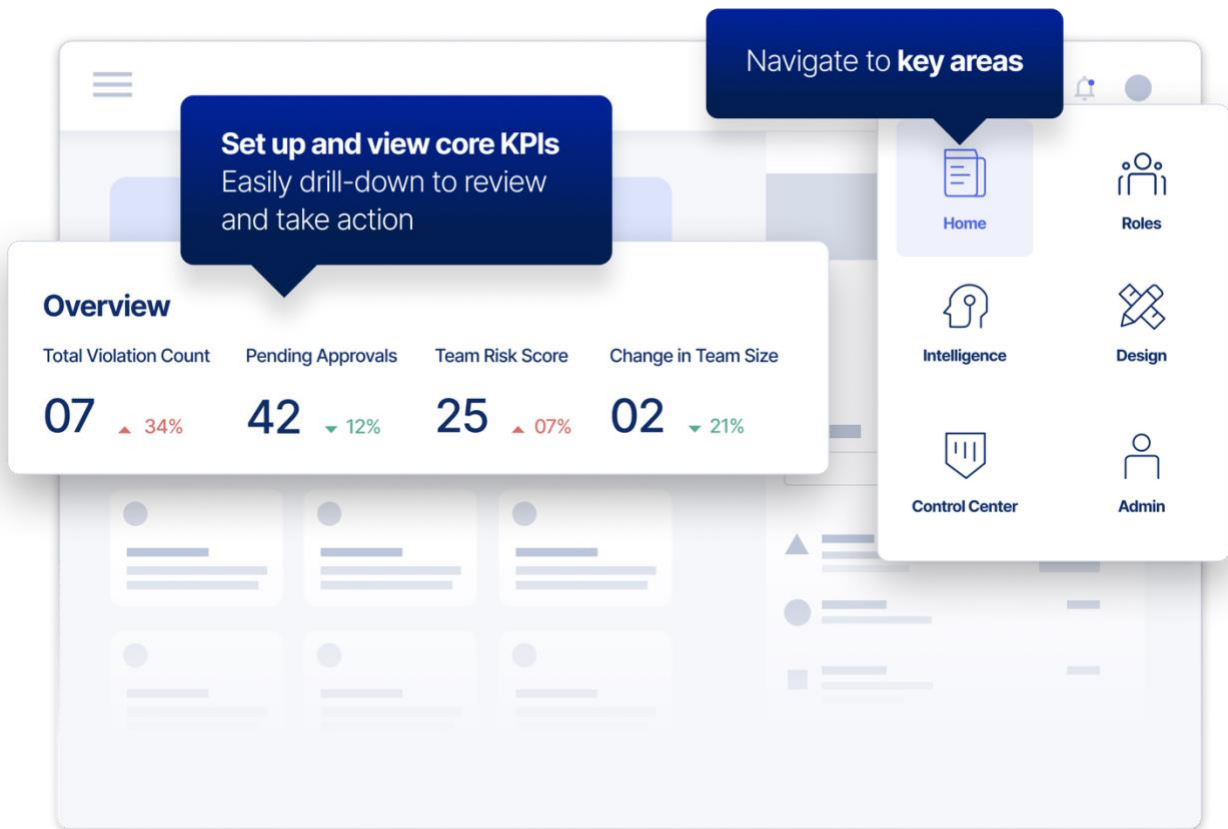 Navigate to key areas
Set up and view core KPIs
Easily drill-down to review
and take action
Home
Roles
Intelligence
Design
Control Center
Admin
Overview
Total Violation Count
07 ▲ 34%
Pending Approvals
42 ▼ 12%
Team Risk Score
25 ▲ 07%
Change in Team Size
02 ▼ 21%